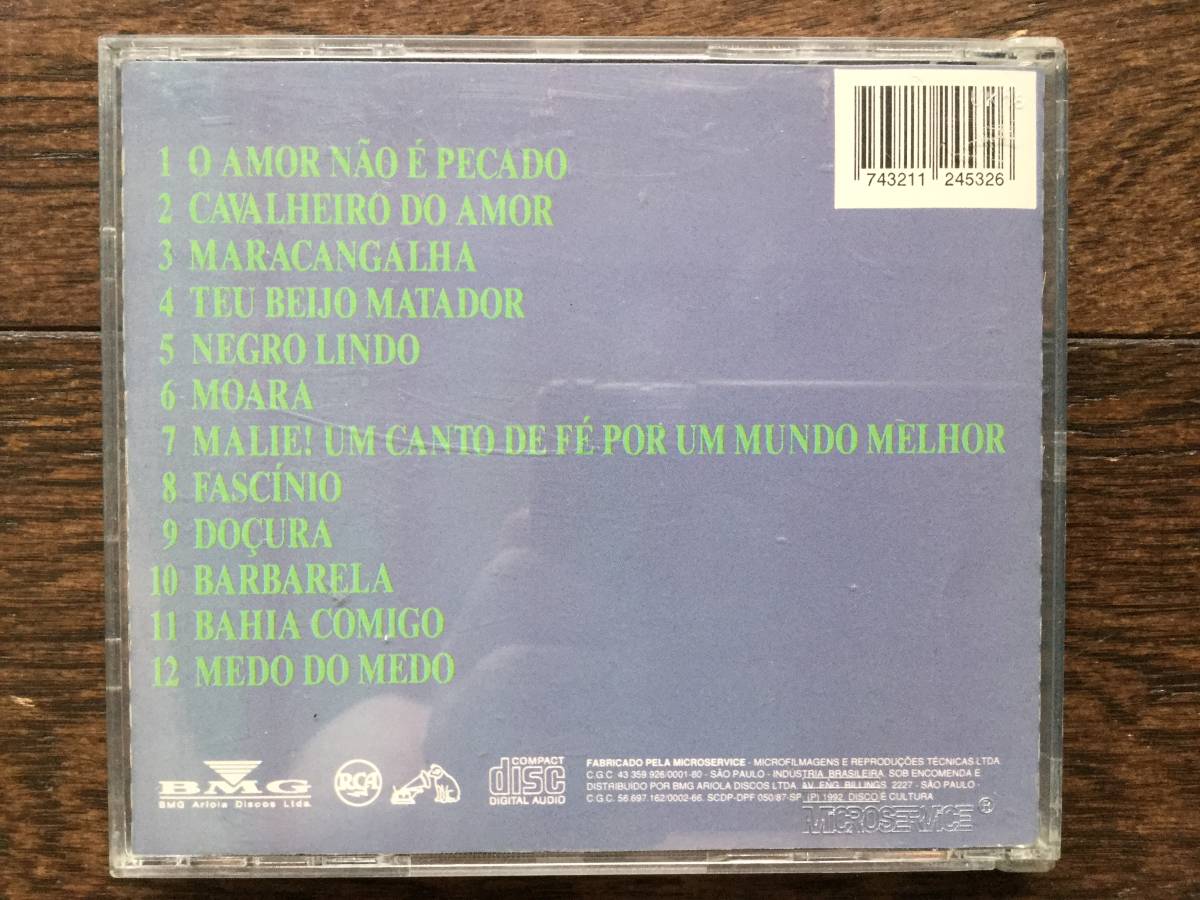 743211 245326
1 O AMOR NÃO É PECADO
2 CAVALHEIRO DO AMOR
3 MARACANGALHA
4 TEU BEIJO MATADOR
5 NEGRO LINDO
6 MOARA
7 MALIE! UM CANTO DE FÉ POR UM MUNDO MELHOR
8 FASCÍNIO
9 DOÇURA
10 BARBARELA
11 BAHIA COMIGO
12 MEDO DO MEDO
BMG
BMG Ariola Discos Ltda.
RCA
COMPACT
disc
DIGITAL AUDIO
FABRICADO PELA MICROSERVICE - MICROFILMAGENS E REPRODUÇÕES TÉCNICAS LTDA
C.G.C. 43 359 926/0001-80 - SÃO PAULO - INDÚSTRIA BRASILEIRA. SOB ENCOMENDA E
DISTRIBUÍDO POR BMG ARIOLA DISCOS LTDA. AV. ENG. BILLINGS, 2227 - SÃO PAULO -
C.G.C. 56.697.162/0002-66. SCDP-DPF 050/87-SP. (P) 1992. DISCO É CULTURA
MICROSERVICE ®